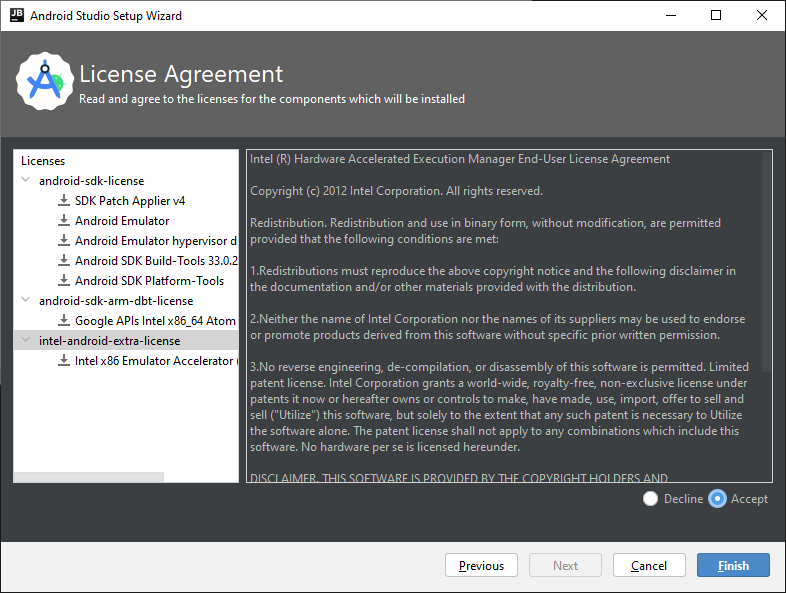 JB
Android Studio Setup Wizard
License Agreement
Read and agree to the licenses for the components which will be installed
Licenses
android-sdk-license
SDK Patch Applier v4
Android Emulator
Android Emulator hypervisor d
Android SDK Build-Tools 33.0.2
Android SDK Platform-Tools
android-sdk-arm-dbt-license
Google APIs Intel x86_64 Atom
intel-android-extra-license
Intel x86 Emulator Accelerator (
Intel (R) Hardware Accelerated Execution Manager End-User License Agreement
Copyright (c) 2012 Intel Corporation. All rights reserved.
Redistribution. Redistribution and use in binary form, without modification, are permitted
provided that the following conditions are met:
1.Redistributions must reproduce the above copyright notice and the following disclaimer in
the documentation and/or other materials provided with the distribution.
2.Neither the name of Intel Corporation nor the names of its suppliers may be used to endorse
or promote products derived from this software without specific prior written permission.
3.No reverse engineering, de-compilation, or disassembly of this software is permitted. Limited
patent license. Intel Corporation grants a world-wide, royalty-free, non-exclusive license under
patents it now or hereafter owns or controls to make, have made, use, import, offer to sell and
sell ("Utilize") this software, but solely to the extent that any such patent is necessary to Utilize
the software alone. The patent license shall not apply to any combinations which include this
software. No hardware per se is licensed hereunder.
DISCLAIMER. THIS SOFTWARE IS PROVIDED BY THE COPYRIGHT HOLDERS AND
Decline Accept
Previous Next Cancel Finish